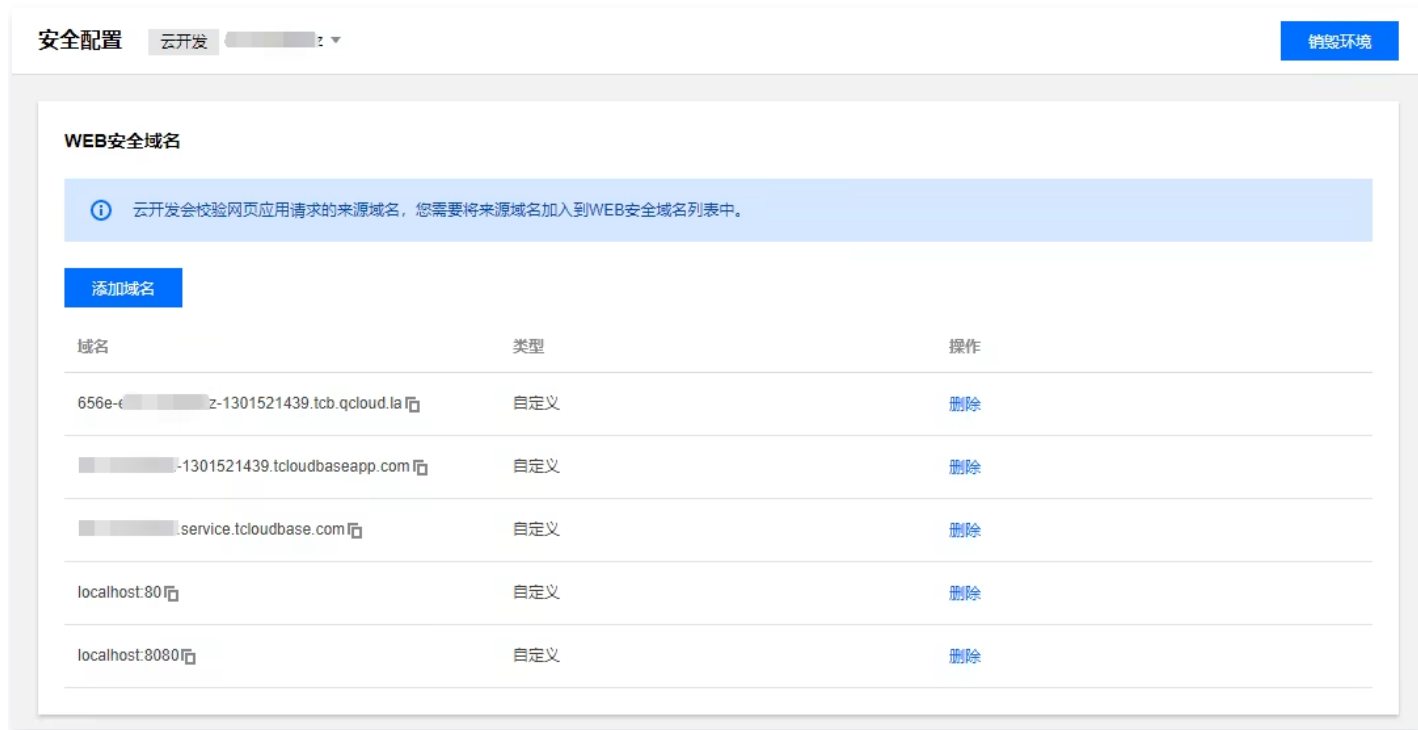 安全配置 云开发 z 销毁环境
WEB安全域名
云开发会校验网页应用请求的来源域名，您需要将来源域名加入到WEB安全域名列表中。
添加域名
域名 类型 操作
656e-e z-1301521439.tcb.qcloud.la 自定义 删除
-1301521439.tcloudbaseapp.com 自定义 删除
.service.tcloudbase.com 自定义 删除
localhost:80 自定义 删除
localhost:8080 自定义 删除